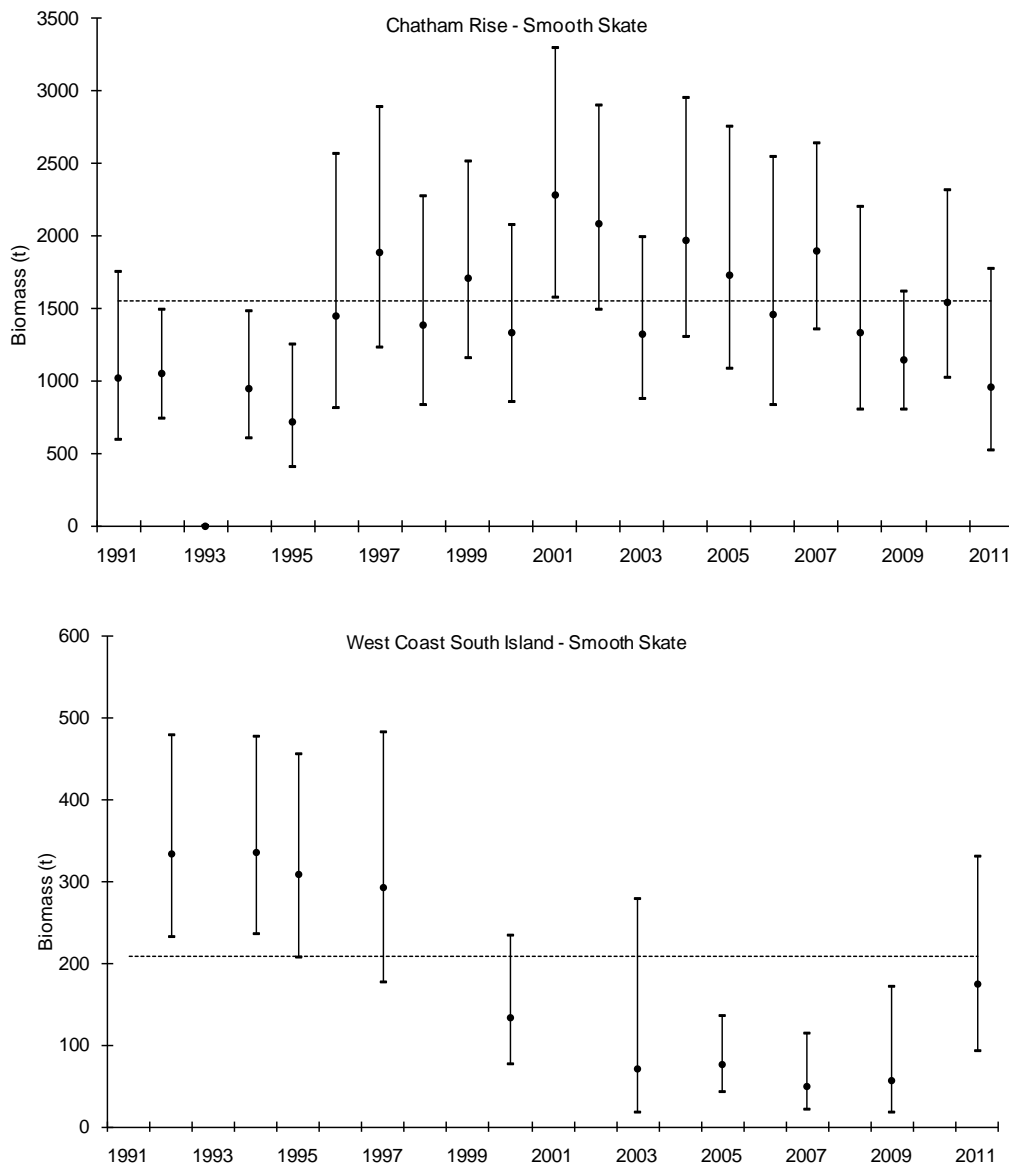 Chatham Rise - Smooth Skate
Biomass (t)
3500
3000
2500
2000
1500
1000
500
0
1991 1993 1995 1997 1999 2001 2003 2005 2007 2009 2011
West Coast South Island - Smooth Skate
Biomass (t)
600
500
400
300
200
100
0
1991 1993 1995 1997 1999 2001 2003 2005 2007 2009 2011